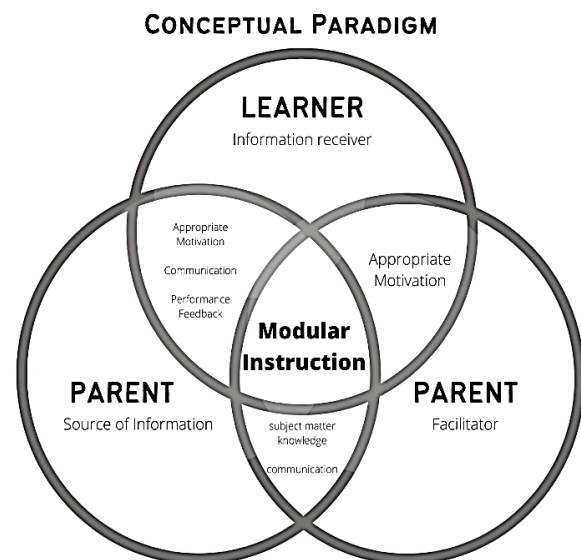 CONCEPTUAL PARADIGM
LEARNER
Information receiver
Appropriate
Motivation
Communication
Performance
Feedback
Appropriate
Motivation
Modular
Instruction
PARENT
Source of Information
PARENT
Facilitator
subject matter
knowledge
communication